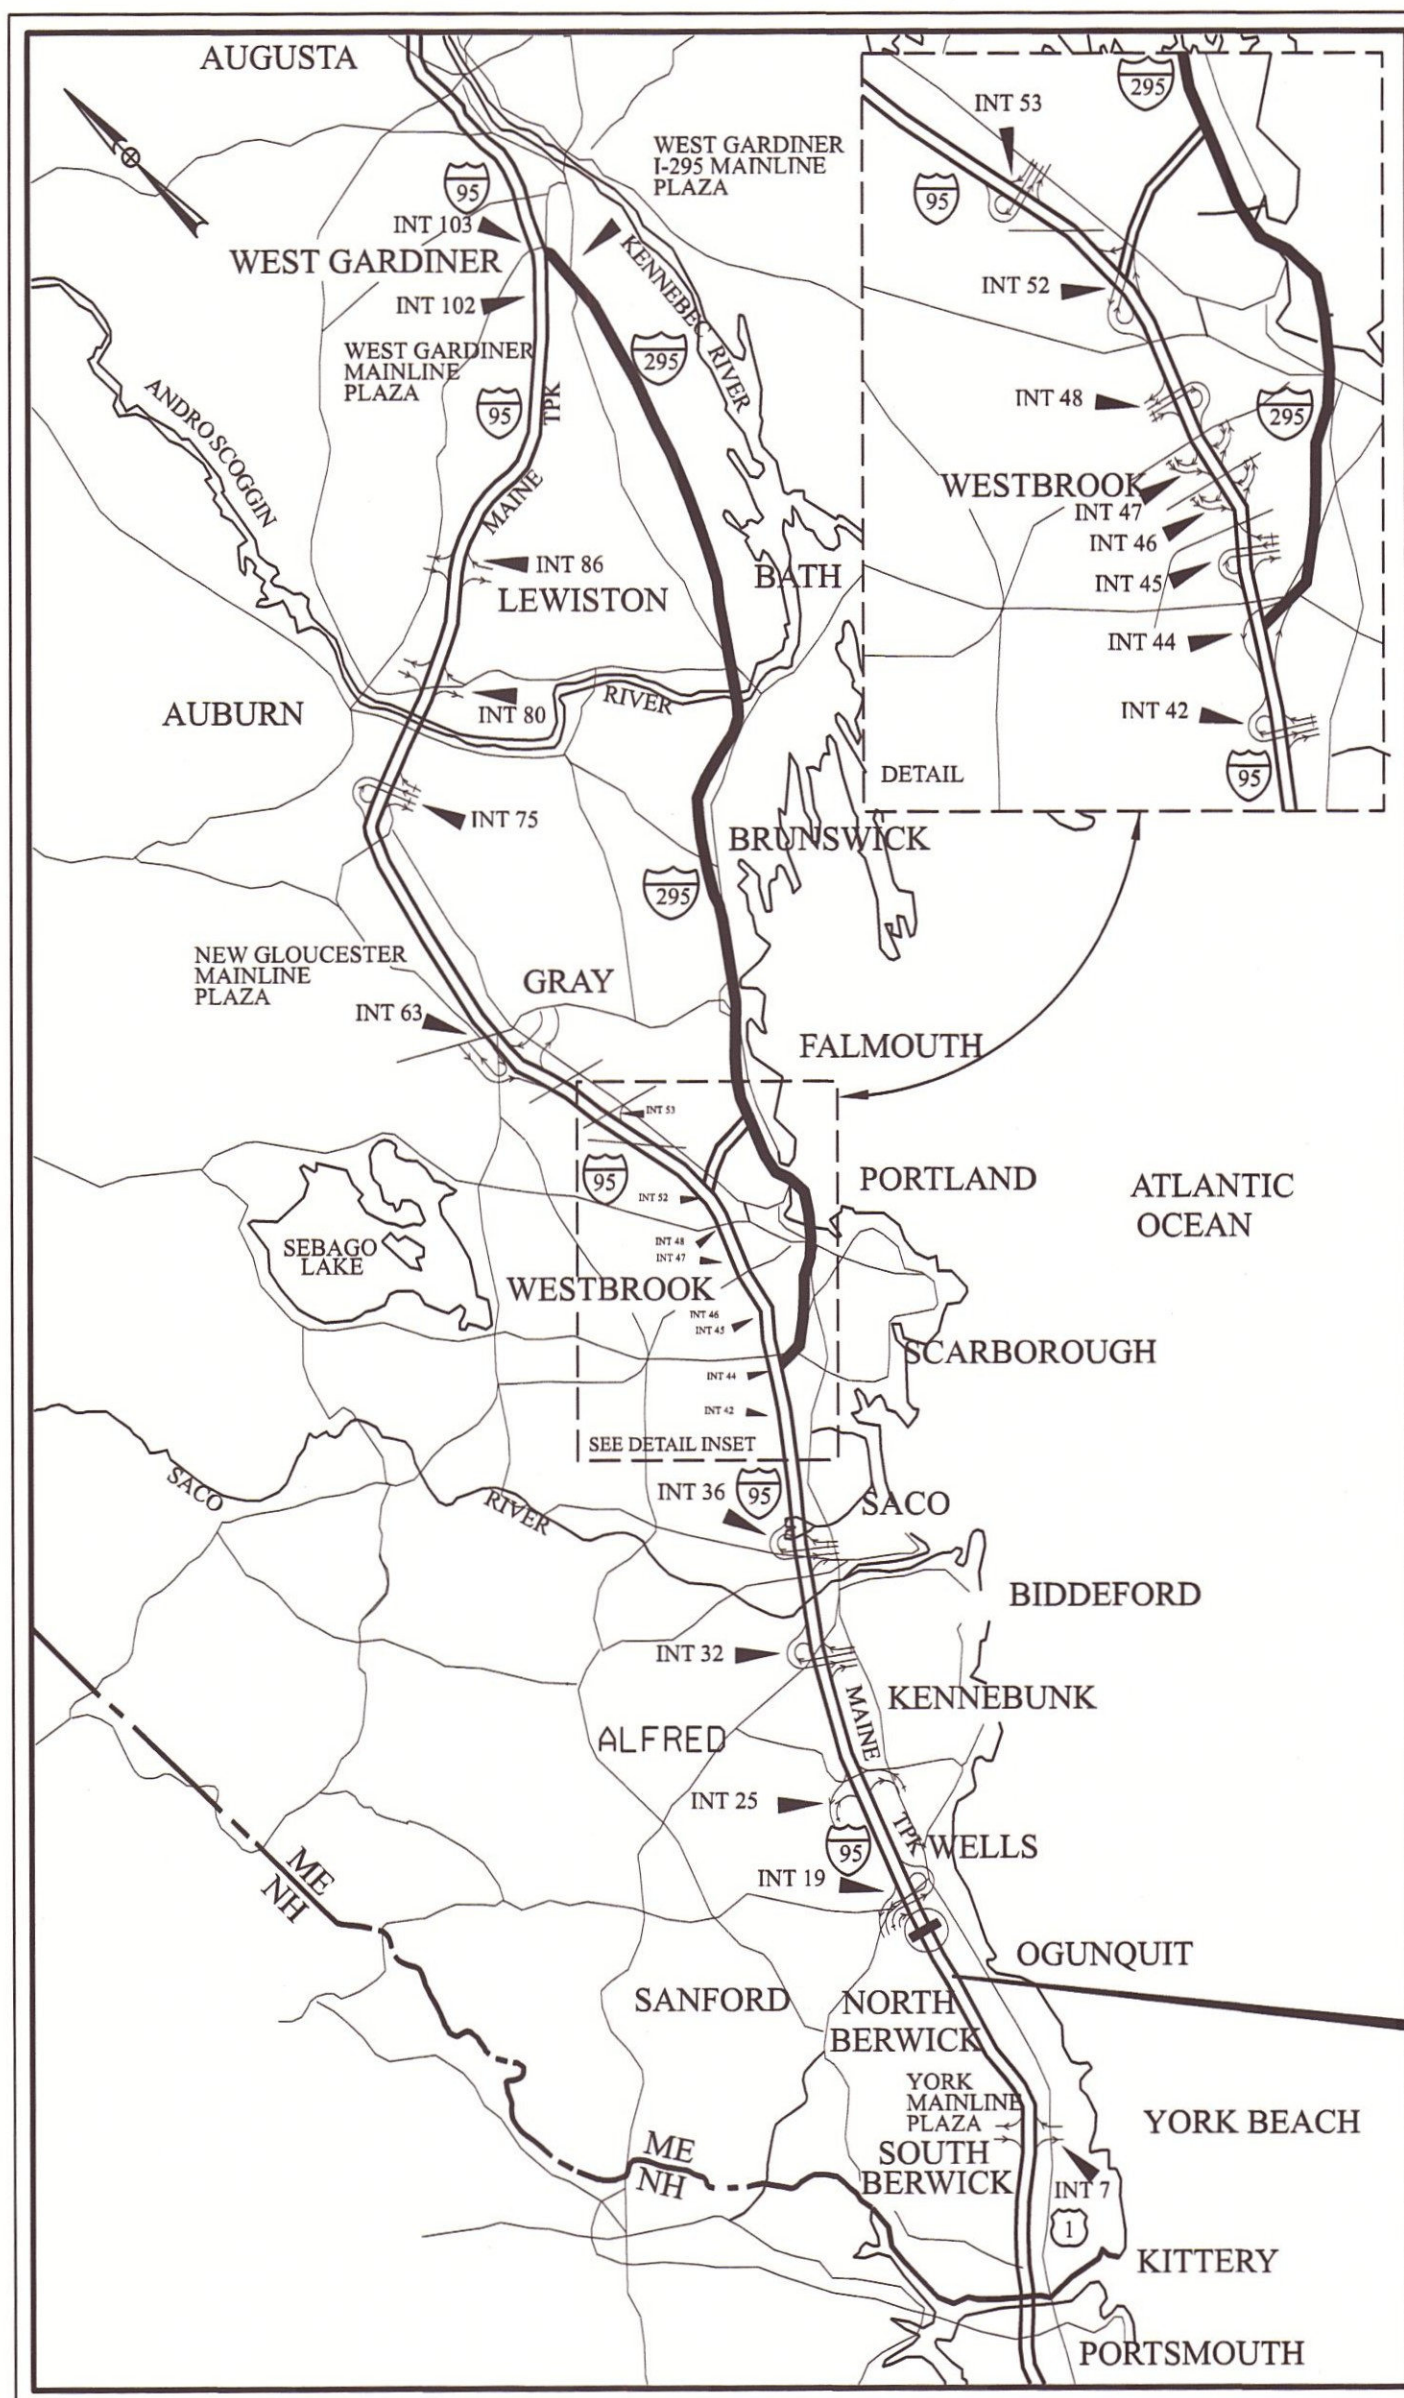 AUGUSTA
95
INT 103
WEST GARDINER
INT 102
WEST GARDINER
I-295 MAINLINE
PLAZA
KENNEBEC RIVER
295
WEST GARDINER
MAINLINE
PLAZA
95
MAINE TPK
ANDROSCOGGIN
RIVER
INT 86
LEWISTON
BATH
AUBURN
INT 80
INT 75
BRUNSWICK
295
NEW GLOUCESTER
MAINLINE
PLAZA
GRAY
INT 63
FALMOUTH
INT 53
95
INT 52
INT 48
INT 47
WESTBROOK
INT 46
INT 45
INT 44
INT 42
SEE DETAIL INSET
SEBAGO
LAKE
PORTLAND
ATLANTIC
OCEAN
SCARBOROUGH
SACO
RIVER
INT 36
95
SACO
BIDDEFORD
INT 32
KENNEBUNK
MAINE
TPK
ALFRED
INT 25
95
WELLS
INT 19
ME
NH
OGUNQUIT
SANFORD
NORTH
BERWICK
YORK
MAINLINE
PLAZA
YORK BEACH
SOUTH
BERWICK
INT 7
1
ME
NH
KITTERY
PORTSMOUTH
295
INT 53
95
INT 52
INT 48
295
WESTBROOK
INT 47
INT 46
INT 45
INT 44
INT 42
95
DETAIL